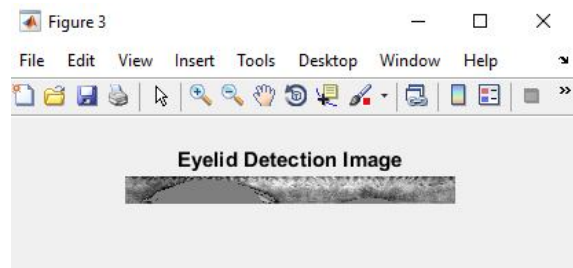 Figure 3
File Edit View Insert Tools Desktop Window Help
Eyelid Detection Image